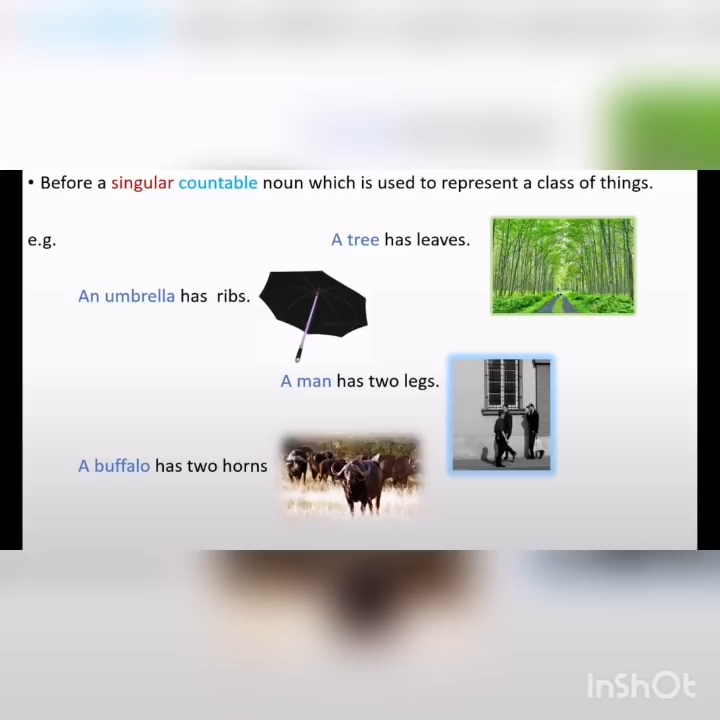 • Before a singular countable noun which is used to represent a class of things.
e.g.
A tree has leaves.
An umbrella has ribs.
A man has two legs.
A buffalo has two horns
InShOt